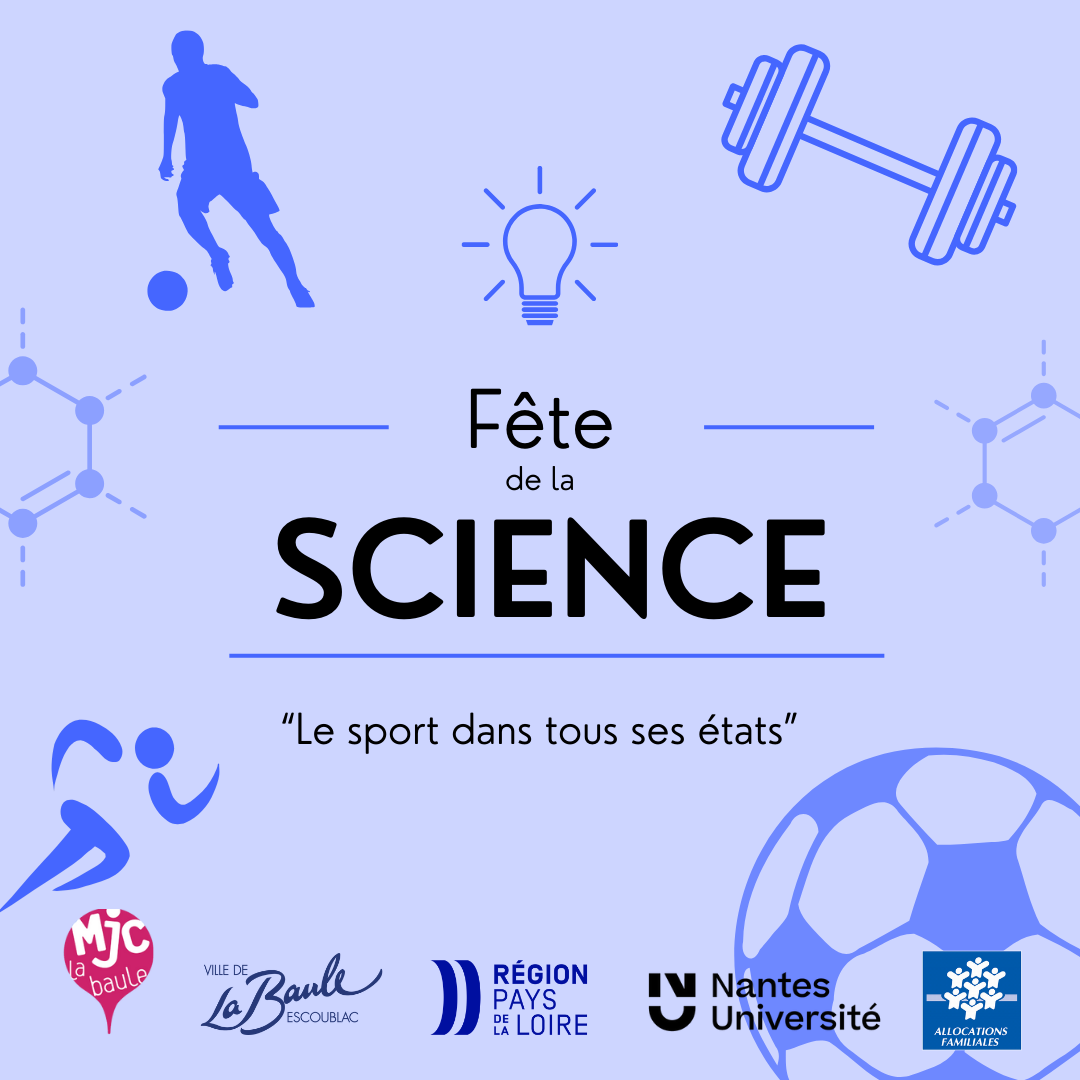 Fête
de la
SCIENCE
“Le sport dans tous ses états”
Mjc
la
baule
VILLE DE
La Baule
ESCOUBLAC
RÉGION
PAYS
DE LA LOIRE
Nantes
Université
ALLOCATIONS
FAMILIALES